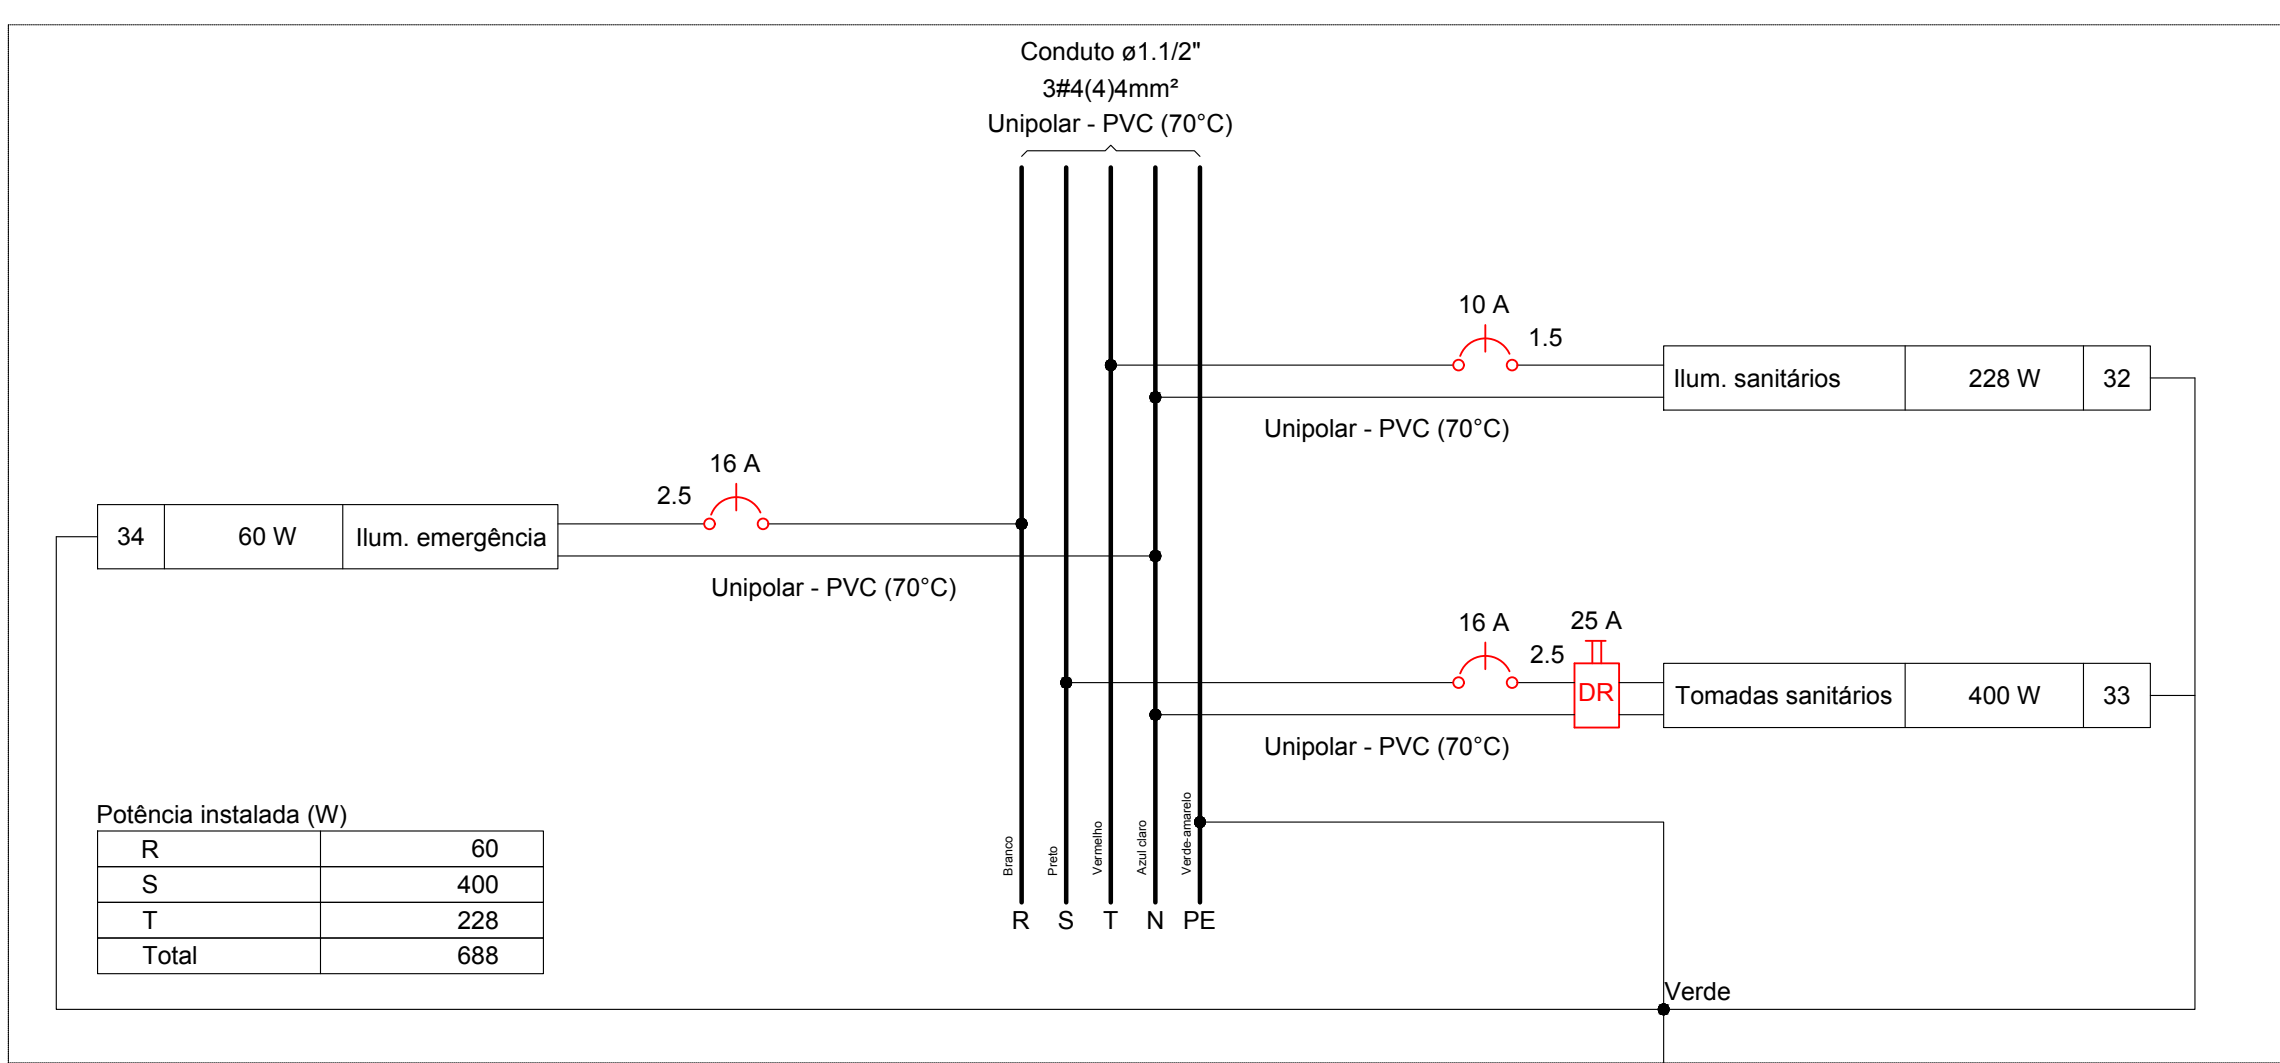 Conduto ø1.1/2"
3#4(4)4mm²
Unipolar - PVC (70°C)
10 A
1.5
Ilum. sanitários 228 W 32
Unipolar - PVC (70°C)
16 A
2.5
34 60 W Ilum. emergência
Unipolar - PVC (70°C)
16 A 25 A
2.5
DR
Tomadas sanitários 400 W 33
Unipolar - PVC (70°C)
Potência instalada (W)
R 60
S 400
T 228
Total 688
Branco
Preto
Vermelho
Azul claro
Verde-amarelo
R S T N PE
Verde